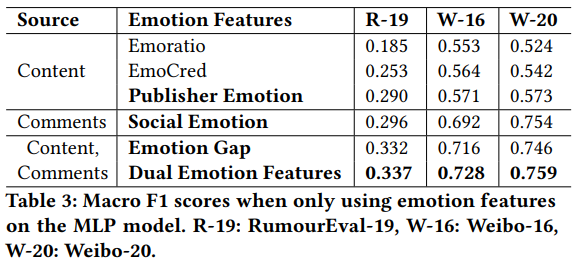 Source Emotion Features R-19 W-16 W-20
Emoratio 0.185 0.553 0.524
Content EmoCred 0.253 0.564 0.542
Publisher Emotion 0.290 0.571 0.573
Comments Social Emotion 0.296 0.692 0.754
Content, Emotion Gap 0.332 0.716 0.746
Comments Dual Emotion Features 0.337 0.728 0.759
Table 3: Macro F1 scores when only using emotion features
on the MLP model. R-19: RumourEval-19, W-16: Weibo-16,
W-20: Weibo-20.